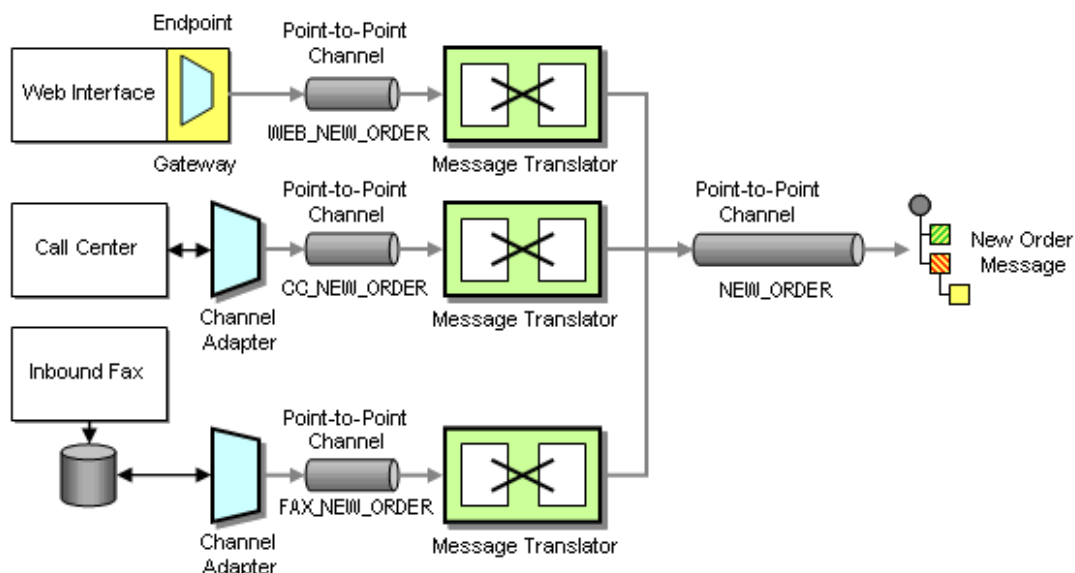 Endpoint
Point-to-Point
Channel
Web Interface
WEB_NEW_ORDER
Gateway
Message Translator
Point-to-Point
Channel
Call Center
CC_NEW_ORDER
Channel
Adapter
Message Translator
Point-to-Point
Channel
NEW_ORDER
New Order
Message
Inbound Fax
Point-to-Point
Channel
FAX_NEW_ORDER
Channel
Adapter
Message Translator